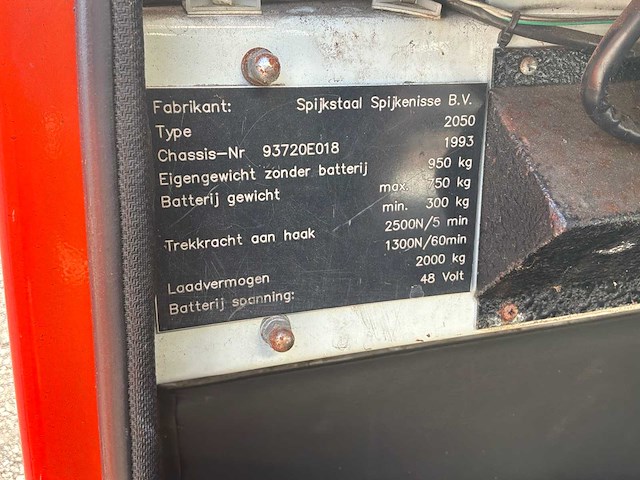 Fabrikant: Spijkstaal Spijkenisse B.V.
Type 2050
Chassis-Nr 93720E018 1993
Eigengewicht zonder batterij 950 kg
Batterij gewicht max. 750 kg
min. 300 kg
Trekkracht aan haak 2500N/5 min
1300N/60min
Laadvermogen 2000 kg
Batterij spanning: 48 Volt